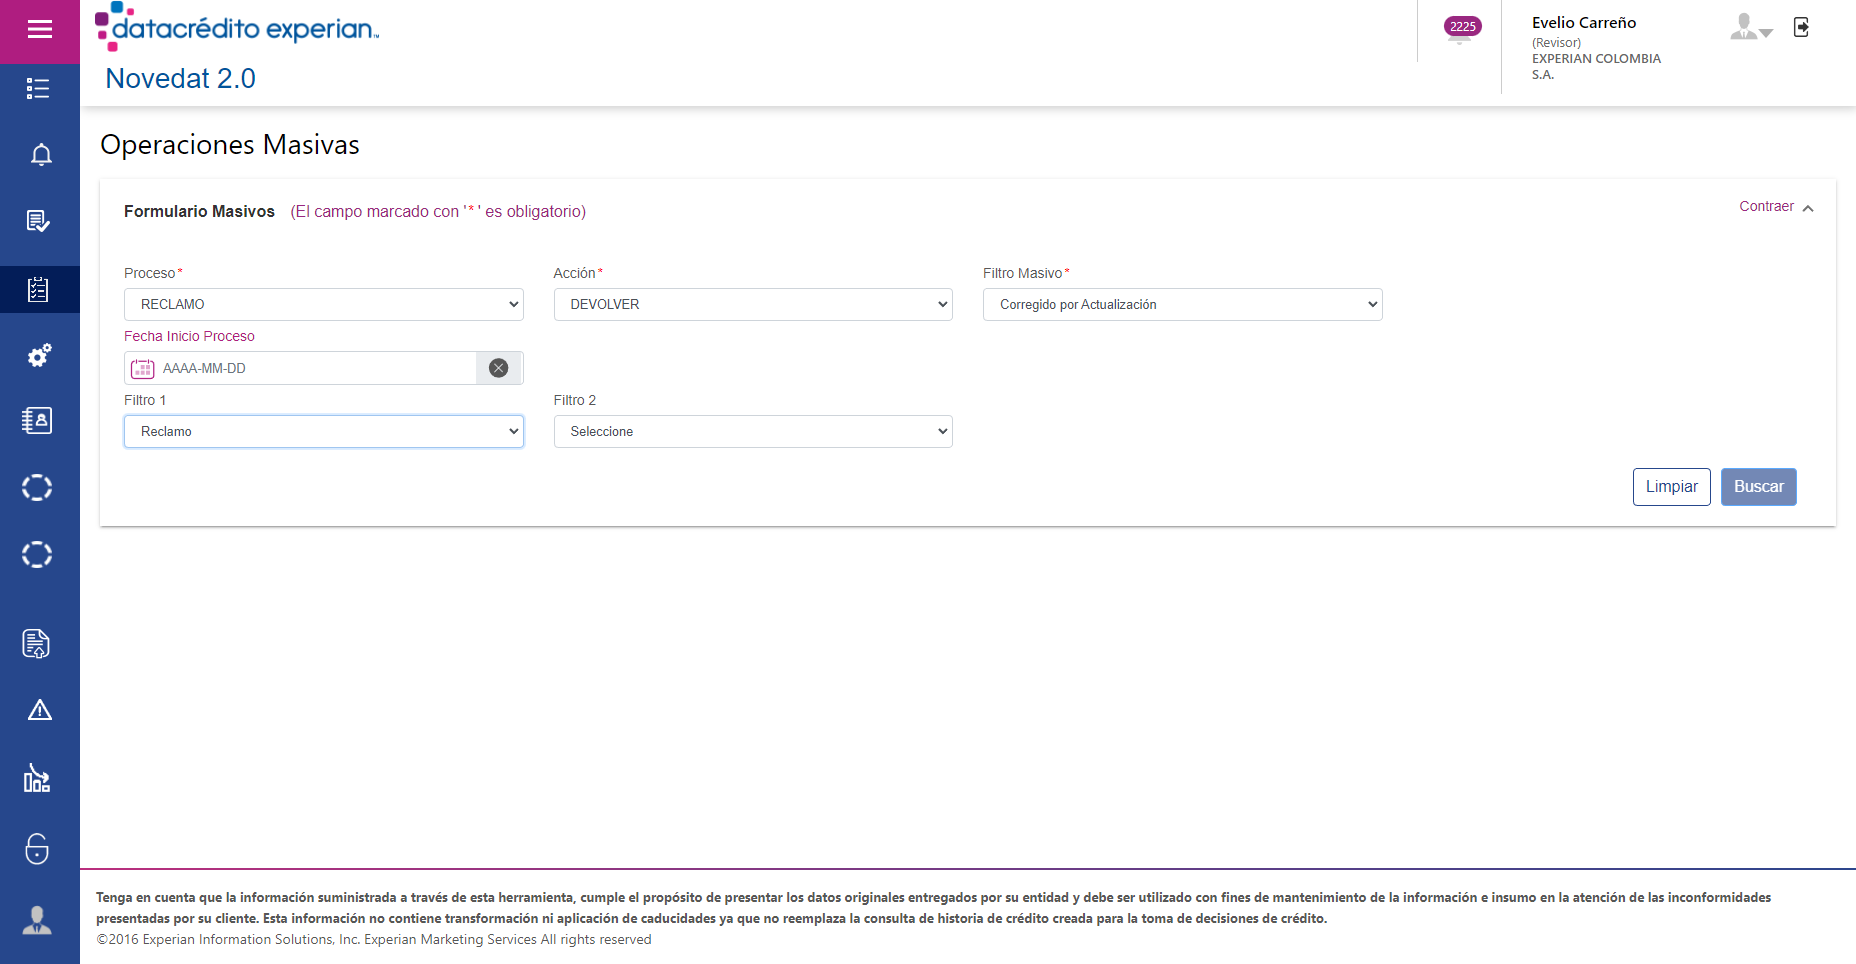 datacrédito experian™
Novedat 2.0
2225
Evelio Carreño
(Revisor)
EXPERIAN COLOMBIA
S.A.
Operaciones Masivas
Formulario Masivos (El campo marcado con '*' es obligatorio)
Contraer
Proceso* Acción* Filtro Masivo*
RECLAMO DEVOLVER Corregido por Actualización
Fecha Inicio Proceso
AAAA-MM-DD
Filtro 1 Filtro 2
Reclamo Seleccione
Limpiar Buscar
Tenga en cuenta que la información suministrada a través de esta herramienta, cumple el propósito de presentar los datos originales entregados por su entidad y debe ser utilizado con fines de mantenimiento de la información e insumo en la atención de las inconformidades
presentadas por su cliente. Esta información no contiene transformación ni aplicación de caducidades ya que no reemplaza la consulta de historia de crédito creada para la toma de decisiones de crédito.
©2016 Experian Information Solutions, Inc. Experian Marketing Services All rights reserved